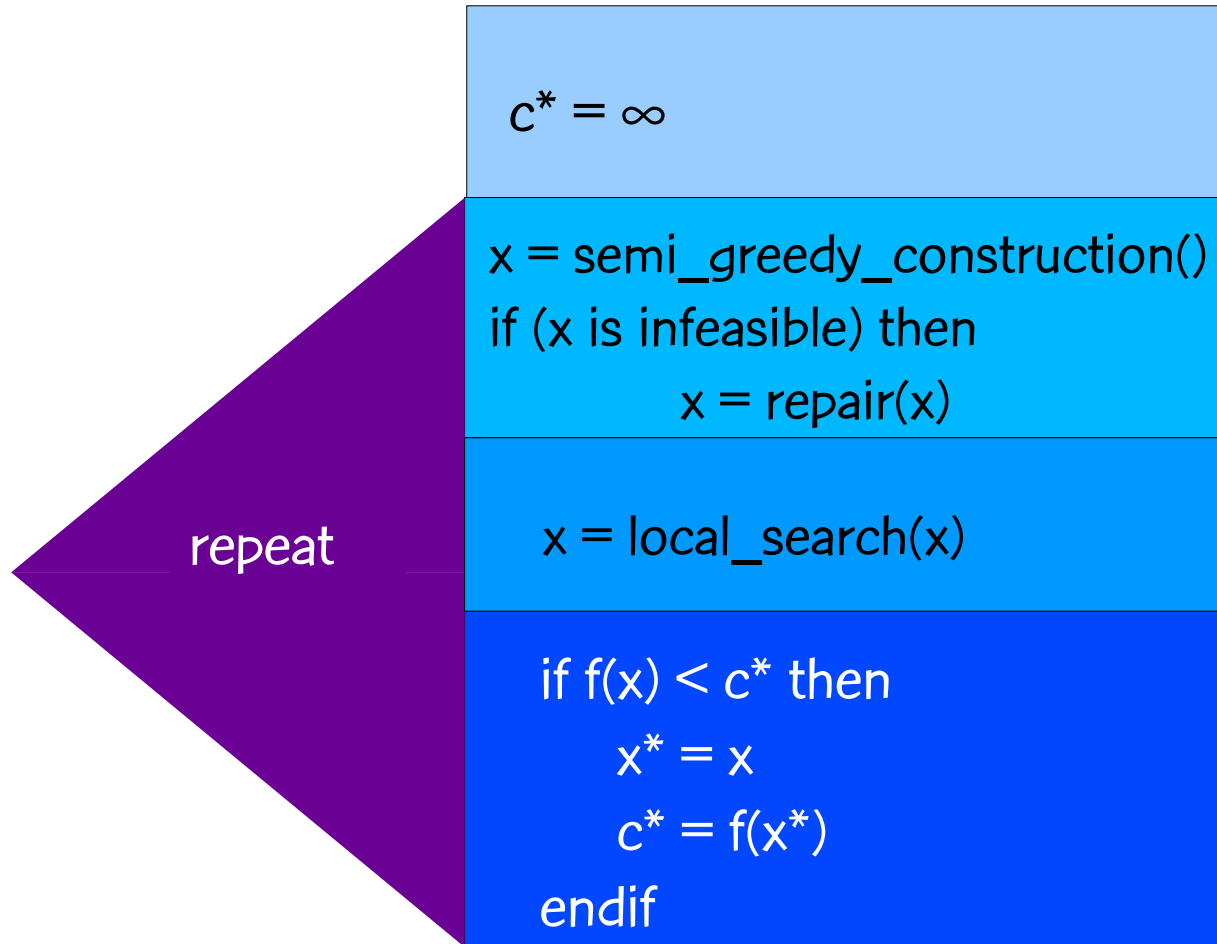 c* = ∞
x = semi_greedy_construction()
if (x is infeasible) then
x = repair(x)
repeat
x = local_search(x)
if f(x) < c* then
x* = x
c* = f(x*)
endif